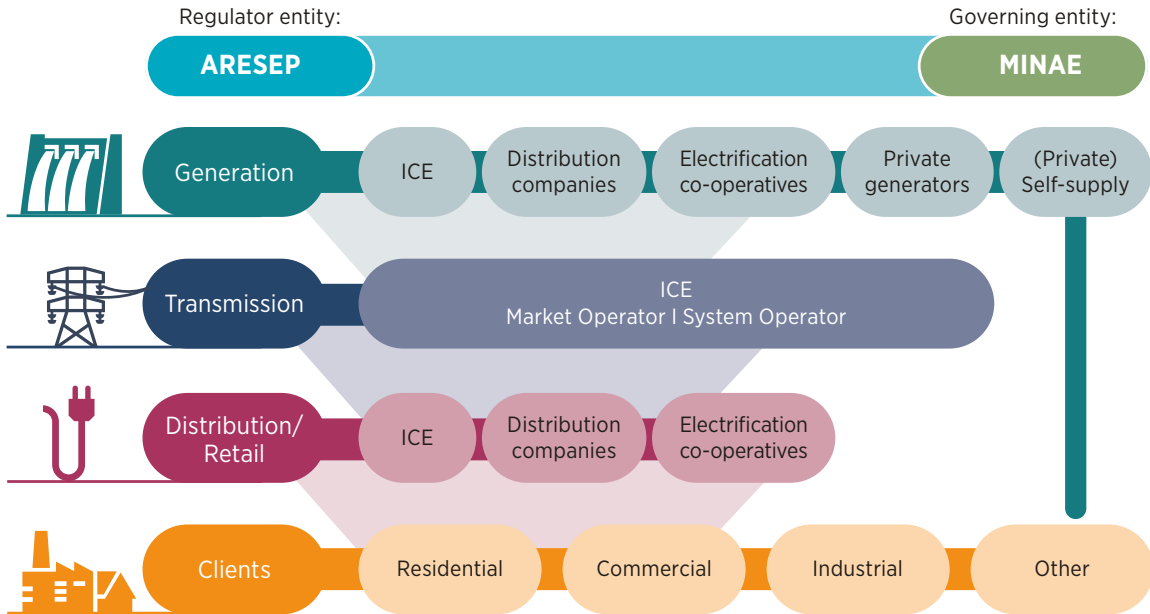 Regulator entity:
Governing entity:
ARESEP
MINAE
Generation
ICE
Distribution
companies
Electrification
co-operatives
Private
generators
(Private)
Self-supply
Transmission
ICE
Market Operator I System Operator
Distribution/
Retail
ICE
Distribution
companies
Electrification
co-operatives
Clients
Residential
Commercial
Industrial
Other